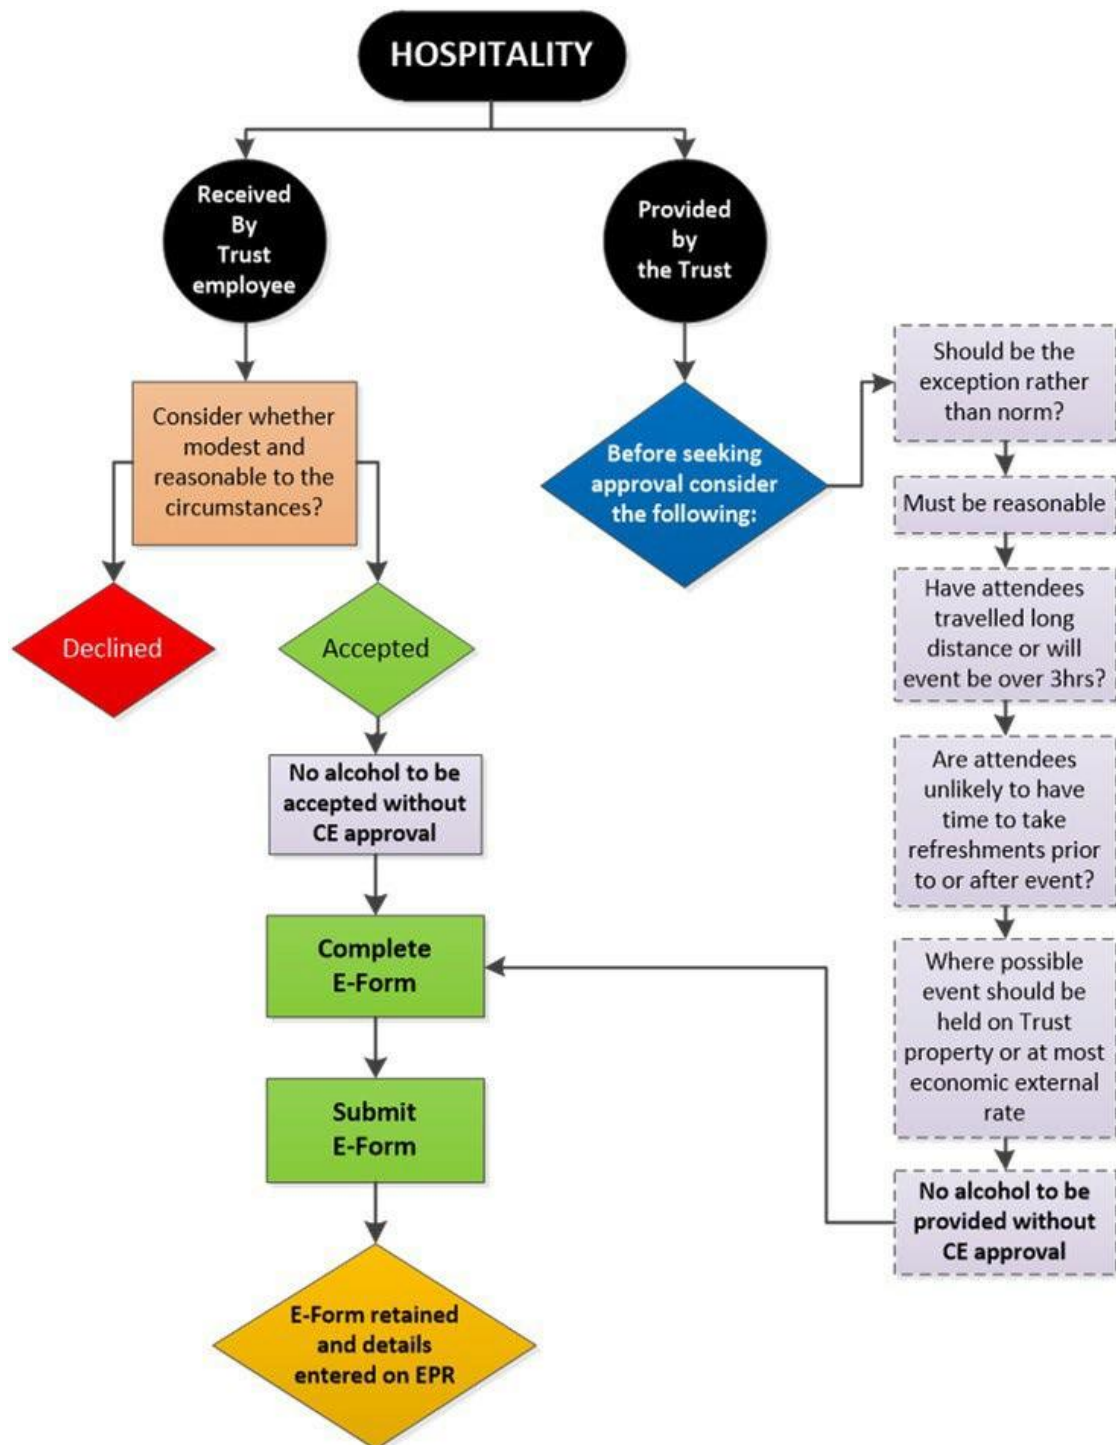 HOSPITALITY
Received
By
Trust
employee
Provided
by
the Trust
Consider whether
modest and
reasonable to the
circumstances?
Before seeking
approval consider
the following:
Should be the
exception rather
than norm?
Must be reasonable
Have attendees
travelled long
distance or will
event be over 3hrs?
Declined
Accepted
Are attendees
unlikely to have
time to take
refreshments prior
to or after event?
No alcohol to be
accepted without
CE approval
Complete
E-Form
Where possible
event should be
held on Trust
property or at most
economic external
rate
Submit
E-Form
No alcohol to be
provided without
CE approval
E-Form retained
and details
entered on EPR